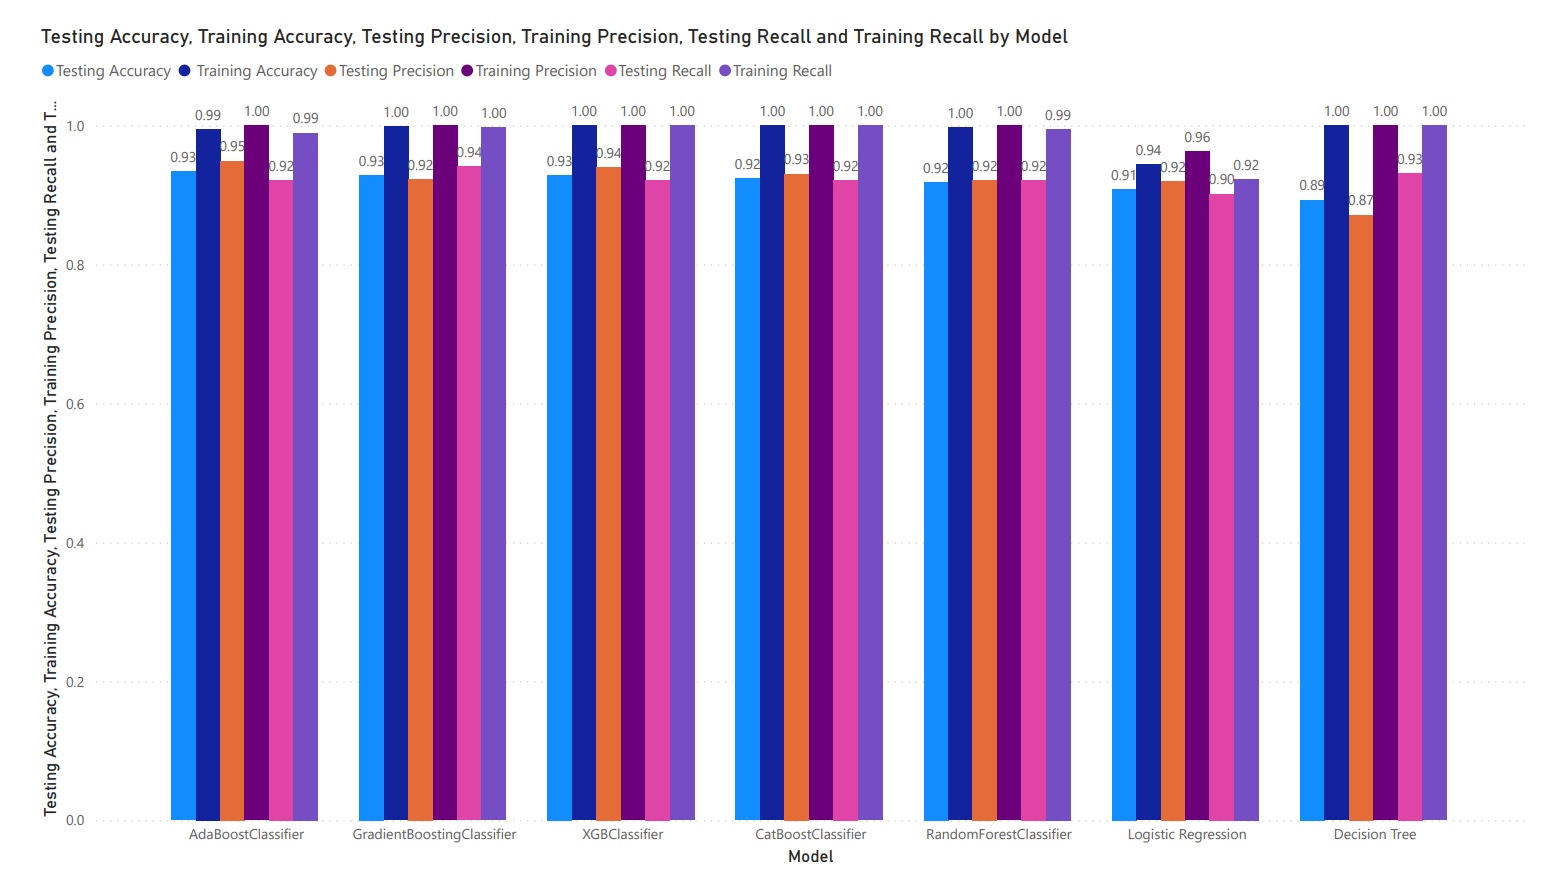 Testing Accuracy, Training Accuracy, Testing Precision, Training Precision, Testing Recall and Training Recall by Model
Testing Accuracy Training Accuracy Testing Precision Training Precision Testing Recall Training Recall
Testing Accuracy, Training Accuracy, Testing Precision, Training Precision, Testing Recall and T...
1.0
0.8
0.6
0.4
0.2
0.0
0.93 0.99 0.95 1.00 0.92 0.99
0.93 1.00 0.92 1.00 0.94 1.00
0.93 1.00 0.94 1.00 0.92 1.00
0.92 1.00 0.93 1.00 0.92 1.00
0.92 1.00 0.92 1.00 0.92 0.99
0.91 0.94 0.92 0.96 0.90 0.92
0.89 1.00 0.87 1.00 0.93 1.00
AdaBoostClassifier GradientBoostingClassifier XGBClassifier CatBoostClassifier RandomForestClassifier Logistic Regression Decision Tree
Model